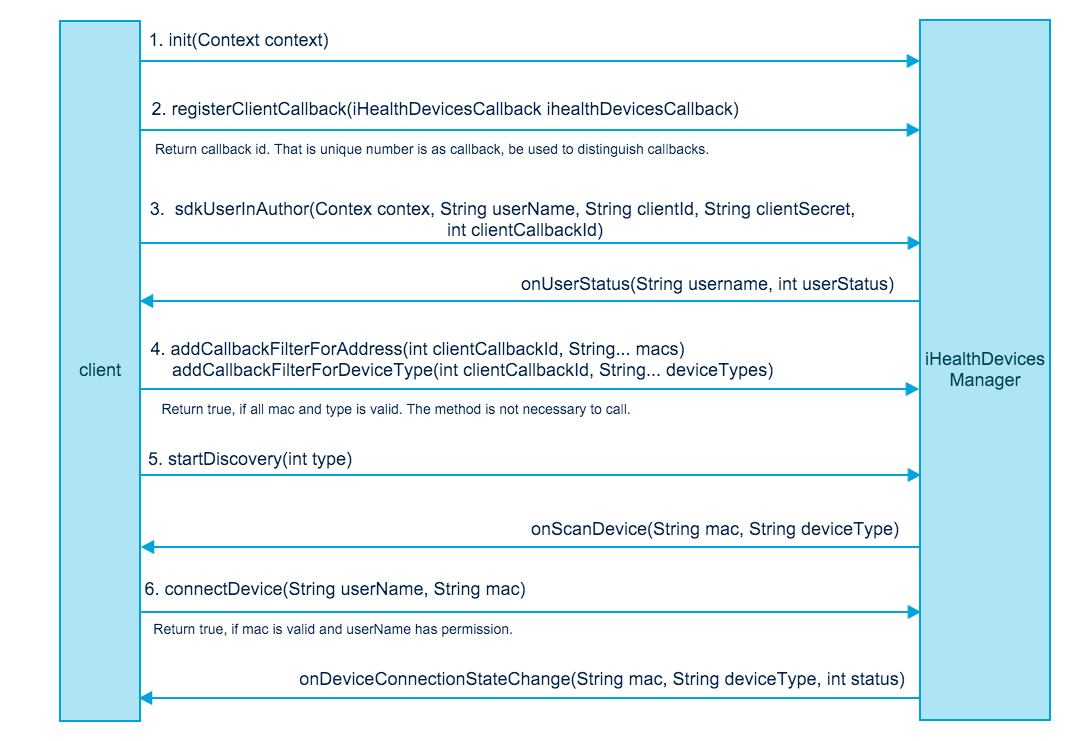 1. init(Context context)
2. registerClientCallback(iHealthDevicesCallback ihealthDevicesCallback)
Return callback id. That is unique number is as callback, be used to distinguish callbacks.
3. sdkUserInAuthor(Contex contex, String userName, String clientId, String clientSecret,
int clientCallbackId)
onUserStatus(String username, int userStatus)
4. addCallbackFilterForAddress(int clientCallbackId, String... macs)
addCallbackFilterForDeviceType(int clientCallbackId, String... deviceTypes)
client
iHealthDevices
Manager
Return true, if all mac and type is valid. The method is not necessary to call.
5. startDiscovery(int type)
onScanDevice(String mac, String deviceType)
6. connectDevice(String userName, String mac)
Return true, if mac is valid and userName has permission.
onDeviceConnectionStateChange(String mac, String deviceType, int status)